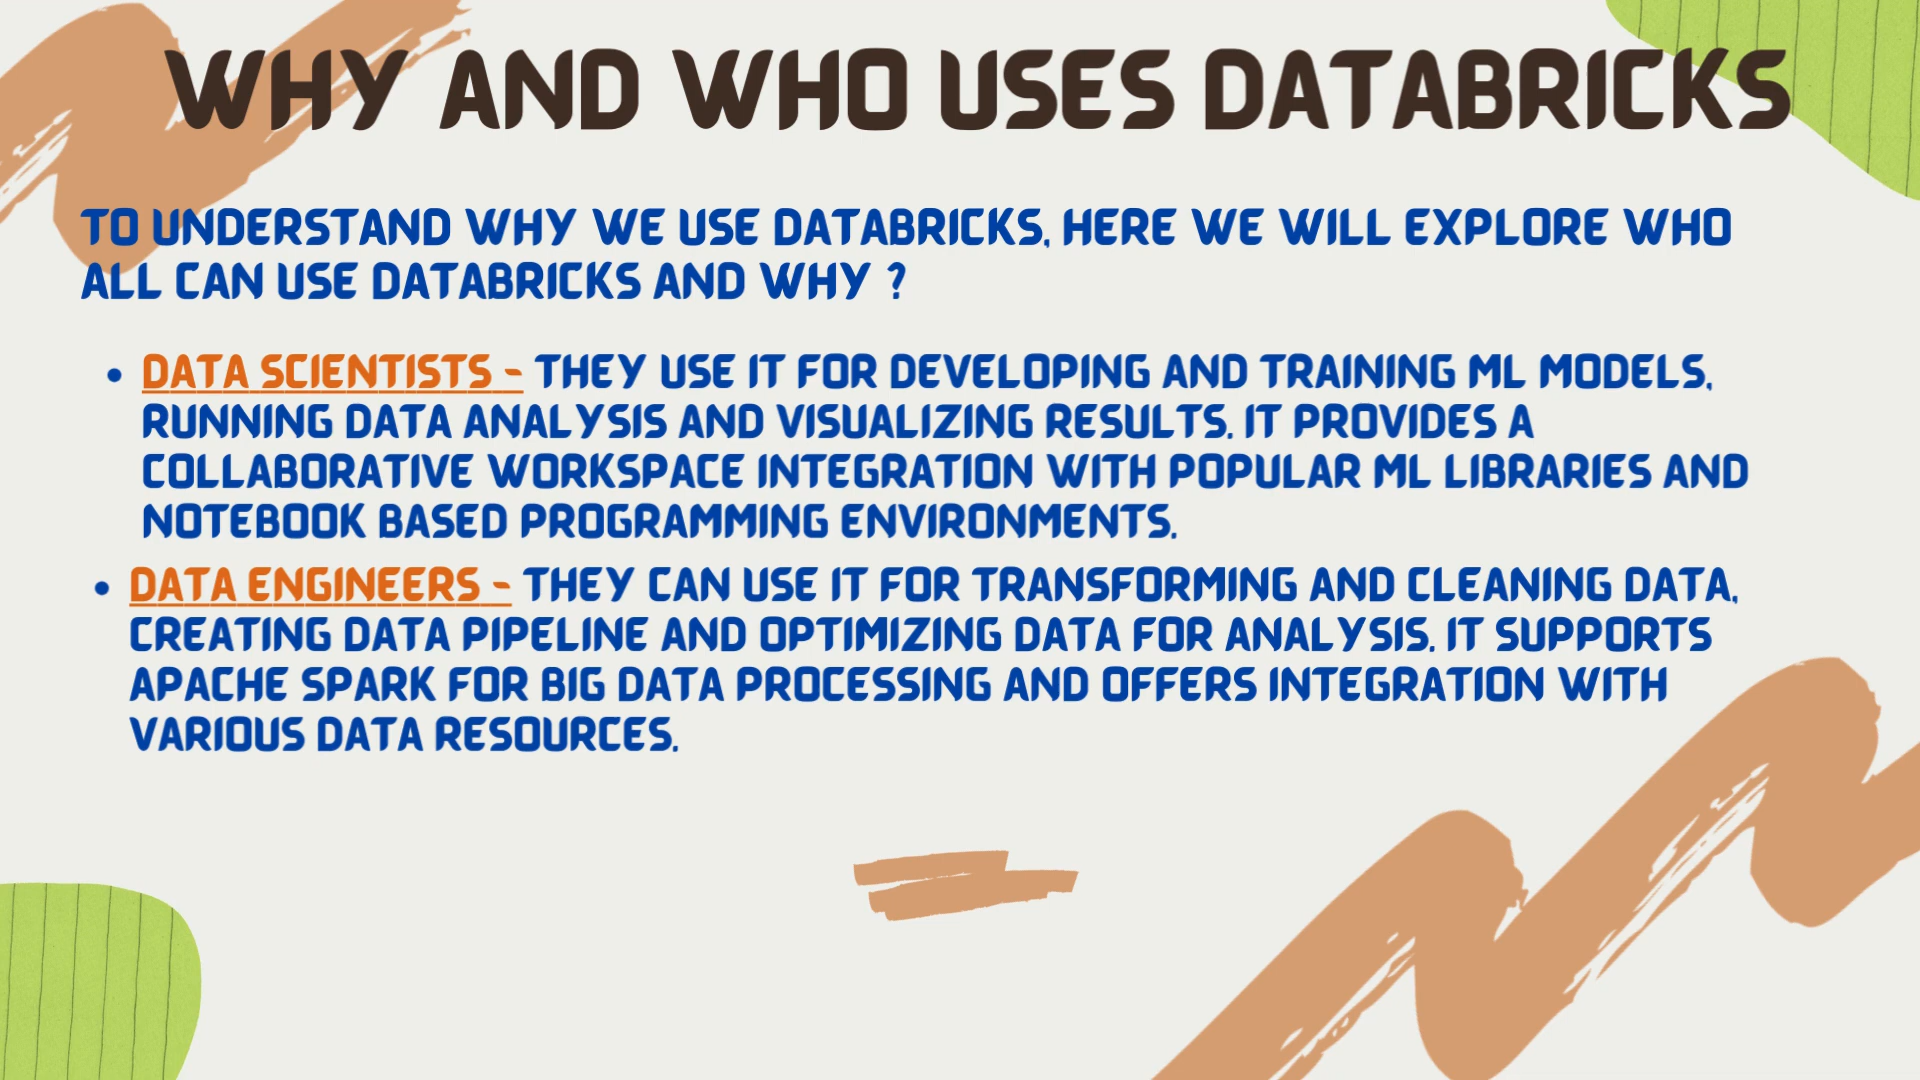 WHY AND WHO USES DATABRICKS
TO UNDERSTAND WHY WE USE DATABRICKS, HERE WE WILL EXPLORE WHO
ALL CAN USE DATABRICKS AND WHY ?
• DATA SCIENTISTS - THEY USE IT FOR DEVELOPING AND TRAINING ML MODELS,
RUNNING DATA ANALYSIS AND VISUALIZING RESULTS. IT PROVIDES A
COLLABORATIVE WORKSPACE INTEGRATION WITH POPULAR ML LIBRARIES AND
NOTEBOOK BASED PROGRAMMING ENVIRONMENTS.
• DATA ENGINEERS - THEY CAN USE IT FOR TRANSFORMING AND CLEANING DATA,
CREATING DATA PIPELINE AND OPTIMIZING DATA FOR ANALYSIS. IT SUPPORTS
APACHE SPARK FOR BIG DATA PROCESSING AND OFFERS INTEGRATION WITH
VARIOUS DATA RESOURCES.